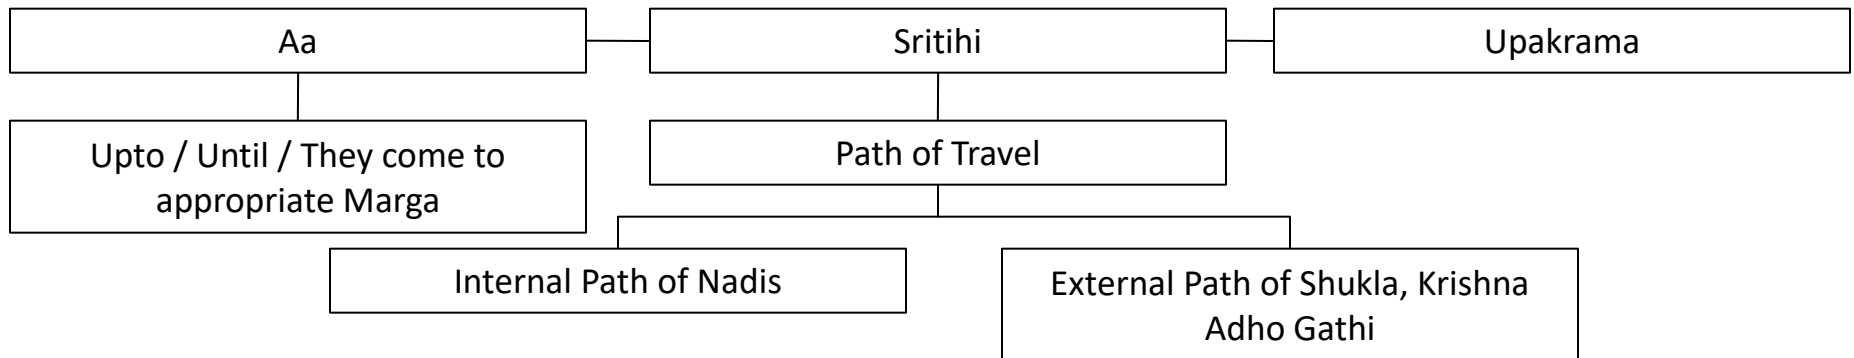 Aa
Sritihi
Upakrama
Upto / Until / They come to
appropriate Marga
Path of Travel
Internal Path of Nadis
External Path of Shukla, Krishna
Adho Gathi